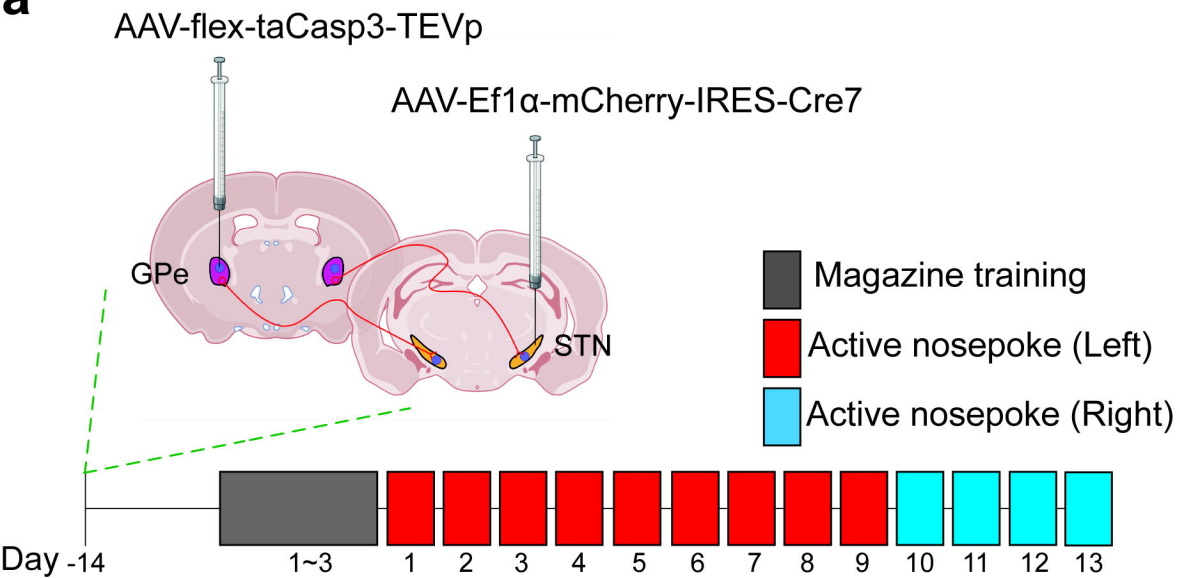 a
AAV-flex-taCasp3-TEVp
AAV-Ef1α-mCherry-IRES-Cre7
GPe
STN
Magazine training
Active nosepoke (Left)
Active nosepoke (Right)
Day -14 1~3 1 2 3 4 5 6 7 8 9 10 11 12 13